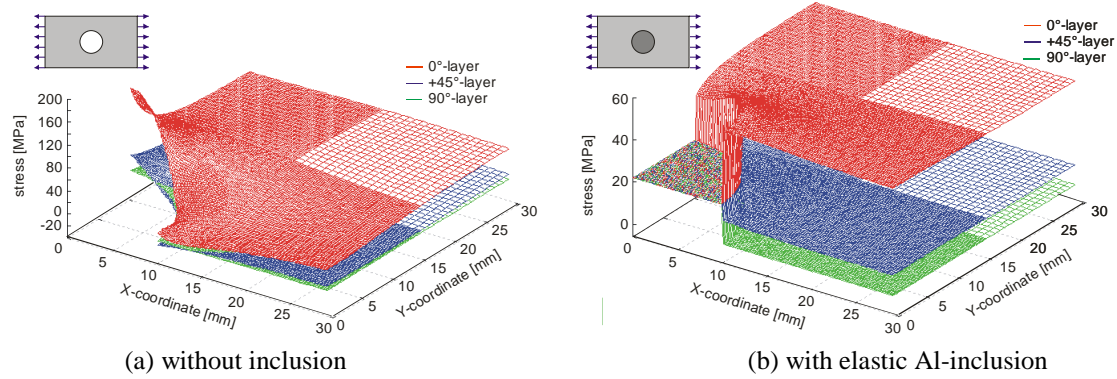 0°-layer
+45°-layer
90°-layer
200
160
120
80
40
0
-20
stress [MPa]
0
5
10
15
20
25
30
X-coordinate [mm]
0
5
10
15
20
25
30
Y-coordinate [mm]
(a) without inclusion
0°-layer
+45°-layer
90°-layer
60
40
20
0
stress [MPa]
0
5
10
15
20
25
30
X-coordinate [mm]
0
5
10
15
20
25
30
Y-coordinate [mm]
(b) with elastic Al-inclusion